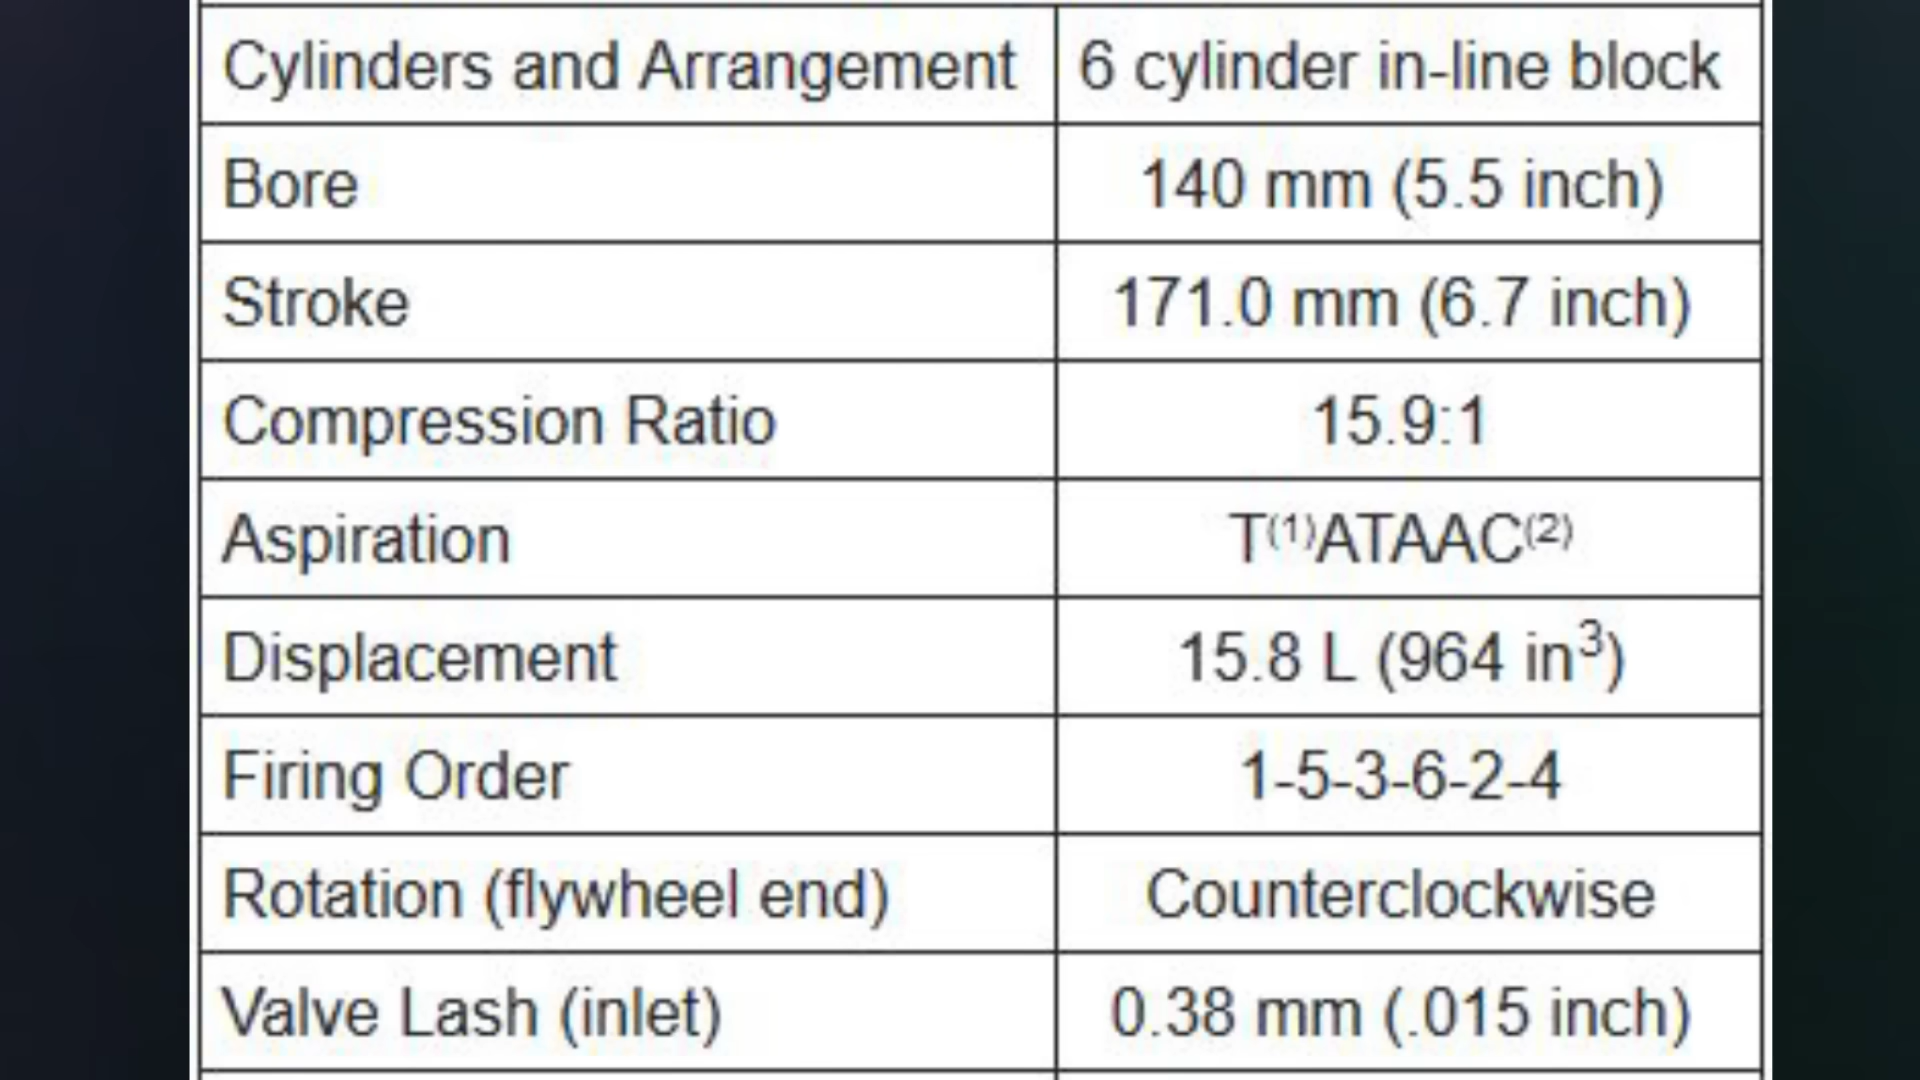 Cylinders and Arrangement 6 cylinder in-line block
Bore 140 mm (5.5 inch)
Stroke 171.0 mm (6.7 inch)
Compression Ratio 15.9:1
Aspiration T(1)ATAAC(2)
Displacement 15.8 L (964 in³)
Firing Order 1-5-3-6-2-4
Rotation (flywheel end) Counterclockwise
Valve Lash (inlet) 0.38 mm (.015 inch)